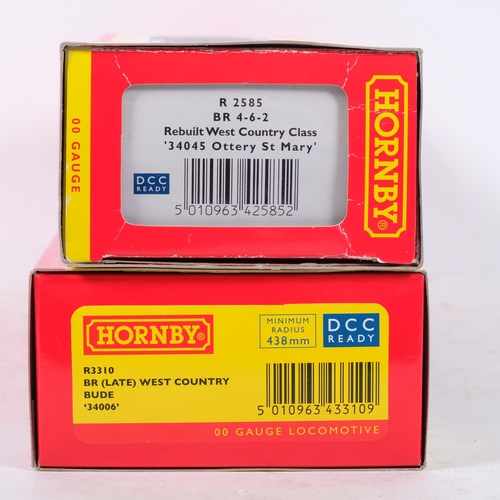 00 GAUGE
R 2585
BR 4-6-2
Rebuilt West Country Class
'34045 Ottery St Mary'
DCC
READY
5 010963 425852
HORNBY®
HORNBY®
MINIMUM
RADIUS
438mm
DCC
READY
R3310
BR (LATE) WEST COUNTRY
BUDE
'34006'
5 010963 433109
00 GAUGE LOCOMOTIVE